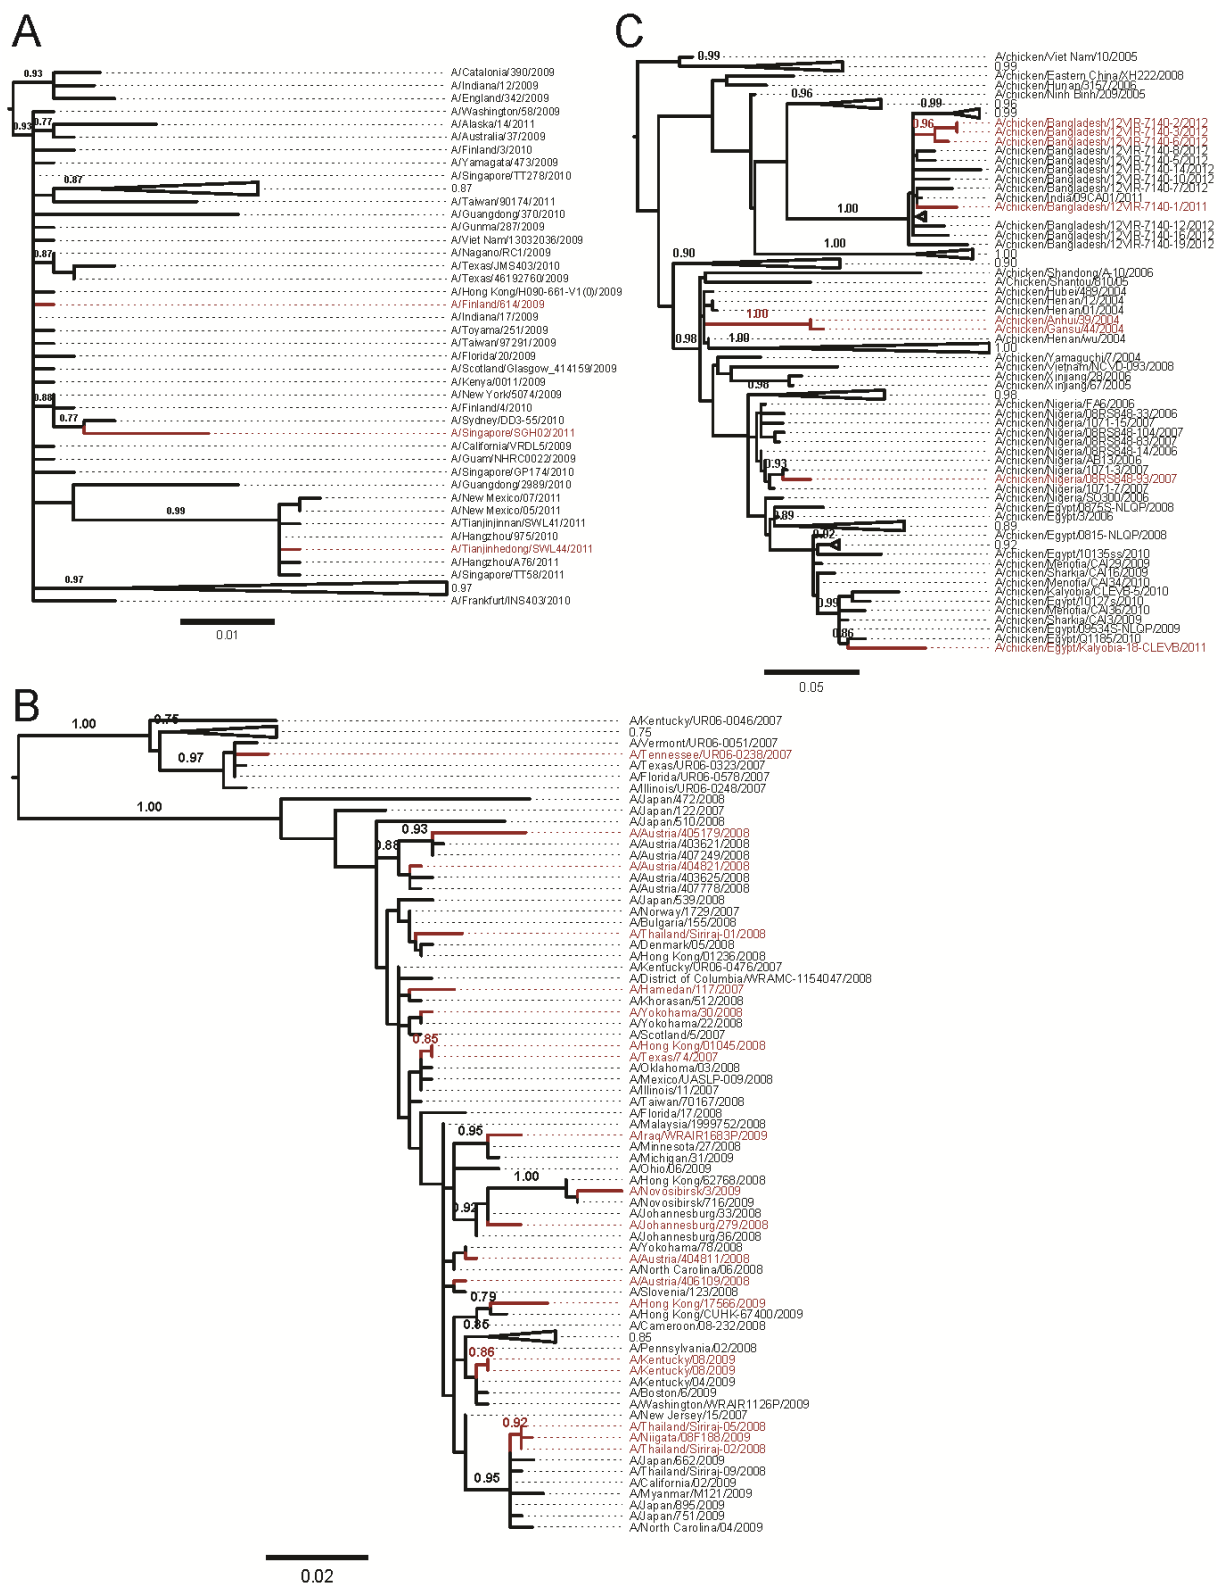 A
0.93
A/Catalonia/390/2009
A/Indiana/12/2009
A/England/342/2009
A/Washington/58/2009
0.93
0.77
A/Alaska/14/2011
A/Australia/37/2009
A/Finland/3/2010
A/Yamagata/473/2009
A/Singapore/TT278/2010
0.87
0.87
A/Taiwan/90174/2011
A/Guangdong/370/2010
A/Gunma/287/2009
A/Viet Nam/13032036/2009
0.87
A/Nagano/RC1/2009
A/Texas/JMS403/2010
A/Texas/46192760/2009
A/Hong Kong/H090-661-V1(0)/2009
A/Finland/614/2009
A/Indiana/17/2009
A/Toyama/251/2009
A/Taiwan/97291/2009
A/Florida/20/2009
A/Scotland/Glasgow_414159/2009
A/Kenya/0011/2009
0.88
A/New York/5074/2009
A/Finland/4/2010
0.77
A/Sydney/DD3-55/2010
A/Singapore/SGH02/2011
A/California/VRDL5/2009
A/Guam/NHRC0022/2009
A/Singapore/GP174/2010
A/Guangdong/2989/2010
A/New Mexico/07/2011
A/New Mexico/05/2011
0.99
A/Tianjinjinnan/SWL41/2011
A/Hangzhou/975/2010
A/Tianjinhedong/SWL44/2011
A/Hangzhou/A76/2011
A/Singapore/TT58/2011
0.97
0.97
A/Frankfurt/INS403/2010
0.01
C
0.99
A/chicken/Viet Nam/10/2005
0.99
A/chicken/Eastern China/XH222/2008
A/chicken/Hunan/3157/2006
A/chicken/Ninh Binh/209/2005
0.96
0.96
0.99
0.99
0.96
A/chicken/Bangladesh/12VIR-7140-2/2012
A/chicken/Bangladesh/12VIR-7140-3/2012
A/chicken/Bangladesh/12VIR-7140-6/2012
A/chicken/Bangladesh/12VIR-7140-8/2012
A/chicken/Bangladesh/12VIR-7140-5/2012
A/chicken/Bangladesh/12VIR-7140-14/2012
A/chicken/Bangladesh/12VIR-7140-10/2012
A/chicken/Bangladesh/12VIR-7140-7/2012
A/chicken/India/09CA01/2011
1.00
A/chicken/Bangladesh/12VIR-7140-1/2011
A/chicken/Bangladesh/12VIR-7140-12/2012
A/chicken/Bangladesh/12VIR-7140-16/2012
A/chicken/Bangladesh/12VIR-7140-19/2012
1.00
1.00
0.90
0.90
A/chicken/Shandong/A-10/2006
A/Chicken/Shantou/810/05
A/chicken/Hubei/489/2004
A/chicken/Henan/12/2004
A/chicken/Henan/01/2004
1.00
A/chicken/Anhui/39/2004
A/chicken/Gansu/44/2004
0.98
1.00
A/chicken/Henan/wu/2004
1.00
A/chicken/Yamaguchi/7/2004
A/chicken/Vietnam/NCVD-093/2008
A/chicken/Xinjiang/28/2006
A/chicken/Xinjiang/67/2005
0.98
0.98
A/chicken/Nigeria/FA6/2006
A/chicken/Nigeria/08RS848-33/2006
A/chicken/Nigeria/1071-15/2007
A/chicken/Nigeria/08RS848-104/2007
A/chicken/Nigeria/08RS848-83/2007
A/chicken/Nigeria/08RS848-14/2006
A/chicken/Nigeria/AB13/2006
0.93
A/chicken/Nigeria/1071-3/2007
A/chicken/Nigeria/08RS848-93/2007
A/chicken/Nigeria/1071-7/2007
A/chicken/Nigeria/SO300/2006
A/chicken/Egypt/0875S-NLQP/2008
0.89
A/chicken/Egypt/3/2006
0.89
0.92
A/chicken/Egypt/0815-NLQP/2008
0.92
A/chicken/Egypt/10135ss/2010
A/chicken/Menofia/CAI29/2009
A/chicken/Sharkia/CAI16/2009
A/chicken/Menofia/CAI34/2010
A/chicken/Kalyobia/CLEVB-5/2010
0.99
A/chicken/Egypt/10127s/2010
A/chicken/Menofia/CAI36/2010
A/chicken/Sharkia/CAI3/2009
A/chicken/Egypt/09534S-NLQP/2009
0.86
A/chicken/Egypt/Q1185/2010
A/chicken/Egypt/Kalyobia-18-CLEVB/2011
0.05
B
1.00
0.75
A/Kentucky/UR06-0046/2007
0.75
A/Vermont/UR06-0051/2007
0.97
A/Tennessee/UR06-0238/2007
A/Texas/UR06-0323/2007
A/Florida/UR06-0578/2007
A/Illinois/UR06-0248/2007
A/Japan/472/2008
1.00
A/Japan/122/2007
A/Japan/510/2008
0.93
A/Austria/405179/2008
0.88
A/Austria/403621/2008
A/Austria/407249/2008
A/Austria/404821/2008
A/Austria/403625/2008
A/Austria/407778/2008
A/Japan/539/2008
A/Norway/1729/2007
A/Bulgaria/155/2008
A/Thailand/Siriraj-01/2008
A/Denmark/05/2008
A/Hong Kong/01236/2008
A/Kentucky/UR06-0476/2007
A/District of Columbia/WRAMC-1154047/2008
A/Hamedan/117/2007
A/Khorasan/512/2008
A/Yokohama/30/2008
A/Yokohama/22/2008
A/Scotland/5/2007
0.85
A/Hong Kong/01045/2008
A/Texas/74/2007
A/Oklahoma/03/2008
A/Mexico/UASLP-009/2008
A/Illinois/11/2007
A/Taiwan/70167/2008
A/Florida/17/2008
A/Malaysia/1999752/2008
0.95
A/Iraq/WRAIR1683P/2009
A/Minnesota/27/2008
A/Michigan/31/2009
A/Ohio/06/2009
1.00
A/Hong Kong/62768/2008
A/Novosibirsk/3/2009
A/Novosibirsk/716/2009
0.92
A/Johannesburg/33/2008
A/Johannesburg/279/2008
A/Johannesburg/36/2008
A/Yokohama/78/2008
A/Austria/404811/2008
A/North Carolina/06/2008
A/Austria/406109/2008
A/Slovenia/123/2008
0.79
A/Hong Kong/17566/2009
A/Hong Kong/CUHK-67400/2009
0.85
A/Cameroon/08-232/2008
0.85
A/Pennsylvania/02/2008
0.86
A/Kentucky/08/2009
A/Kentucky/08/2009
A/Kentucky/04/2009
A/Boston/6/2009
A/Washington/WRAIR1126P/2009
A/New Jersey/15/2007
0.92
A/Thailand/Siriraj-05/2008
A/Niigata/08F188/2009
A/Thailand/Siriraj-02/2008
A/Japan/662/2009
0.95
A/Thailand/Siriraj-09/2008
A/California/02/2009
A/Myanmar/M121/2009
A/Japan/895/2009
A/Japan/751/2009
A/North Carolina/04/2009
0.02